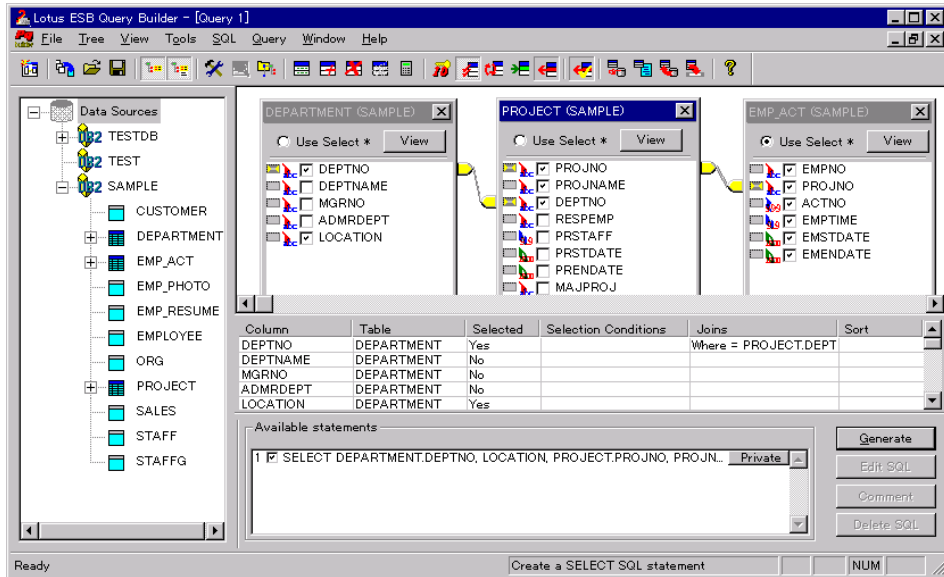 Lotus ESB Query Builder - [Query 1]
File Tree View Tools SQL Query Window Help
Data Sources
DB2 TESTDB
DB2 TEST
DB2 SAMPLE
CUSTOMER
DEPARTMENT
EMP_ACT
EMP_PHOTO
EMP_RESUME
EMPLOYEE
ORG
PROJECT
SALES
STAFF
STAFFG
DEPARTMENT (SAMPLE)
Use Select * View
DEPTNO
DEPTNAME
MGRNO
ADMRDEPT
LOCATION
PROJECT (SAMPLE)
Use Select * View
PROJNO
PROJNAME
DEPTNO
RESPEMP
PRSTAFF
PRSTDATE
PRENDATE
MAJPROJ
EMP_ACT (SAMPLE)
Use Select * View
EMPNO
PROJNO
ACTNO
EMPTIME
EMSTDATE
EMENDATE
Column Table Selected Selection Conditions Joins Sort
DEPTNO DEPARTMENT Yes Where = PROJECT.DEPT
DEPTNAME DEPARTMENT No
MGRNO DEPARTMENT No
ADMRDEPT DEPARTMENT No
LOCATION DEPARTMENT Yes
Available statements
1 SELECT DEPARTMENT.DEPTNO, LOCATION, PROJECT.PROJNO, PROJN... Private
Generate
Edit SQL
Comment
Delete SQL
Ready Create a SELECT SQL statement NUM